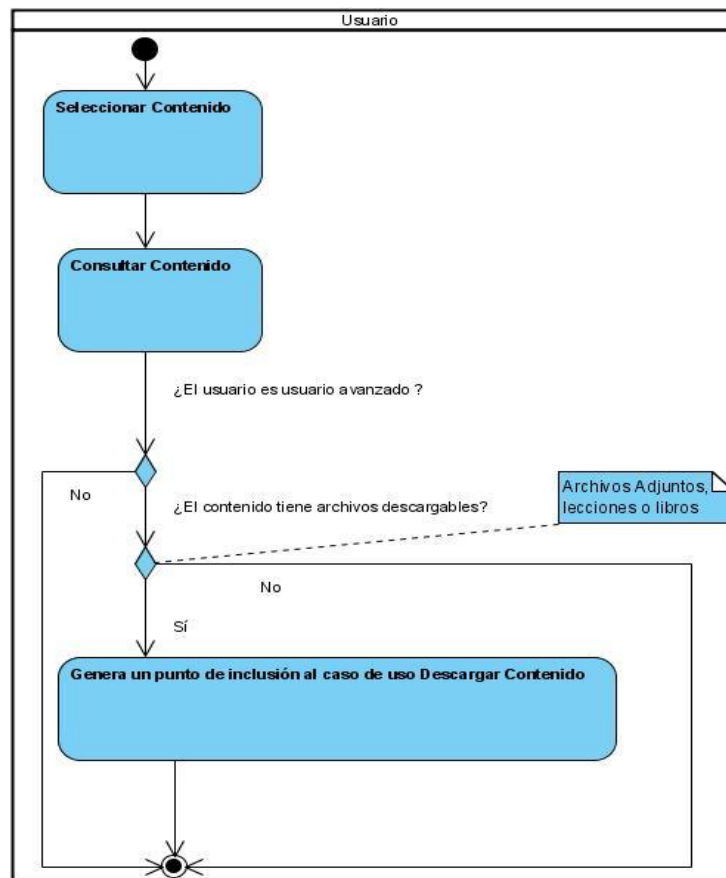 Usuario
Seleccionar Contenido
Consultar Contenido
¿El usuario es usuario avanzado ?
No
¿El contenido tiene archivos descargables?
Archivos Adjuntos,
lecciones o libros
No
Sí
Genera un punto de inclusión al caso de uso Descargar Contenido